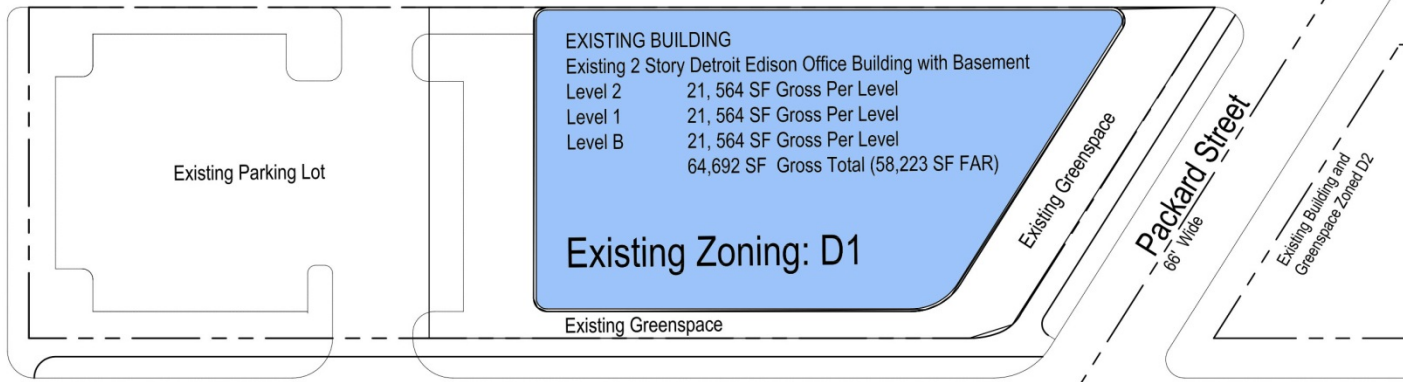 EXISTING BUILDING
Existing 2 Story Detroit Edison Office Building with Basement
Level 2 21, 564 SF Gross Per Level
Level 1 21, 564 SF Gross Per Level
Level B 21, 564 SF Gross Per Level
64,692 SF Gross Total (58,223 SF FAR)
Existing Zoning: D1
Existing Parking Lot
Existing Greenspace
Existing Greenspace
Packard Street
66' Wide
Existing Building and
Greenspace Zoned D2